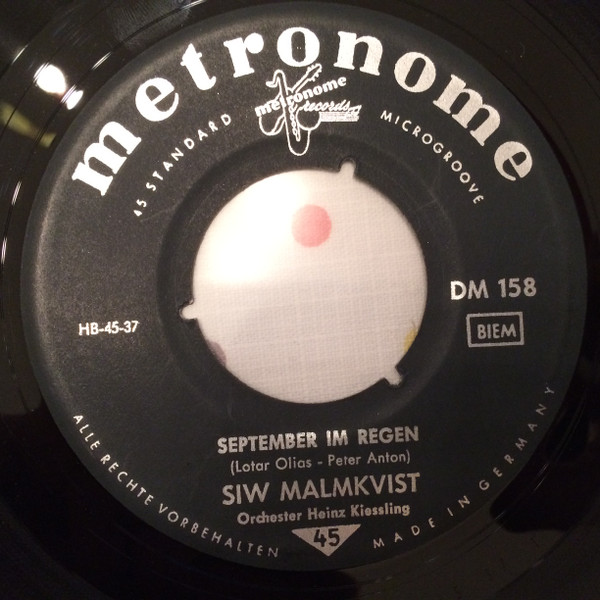 metronome
metronome
records
45 STANDARD
MICROGROOVE
DM 158
BIEM
HB-45-37
SEPTEMBER IM REGEN
(Lotar Olias - Peter Anton)
SIW MALMKVIST
Orchester Heinz Kiessling
45
ALLE RECHTE VORBEHALTEN
MADE IN GERMANY